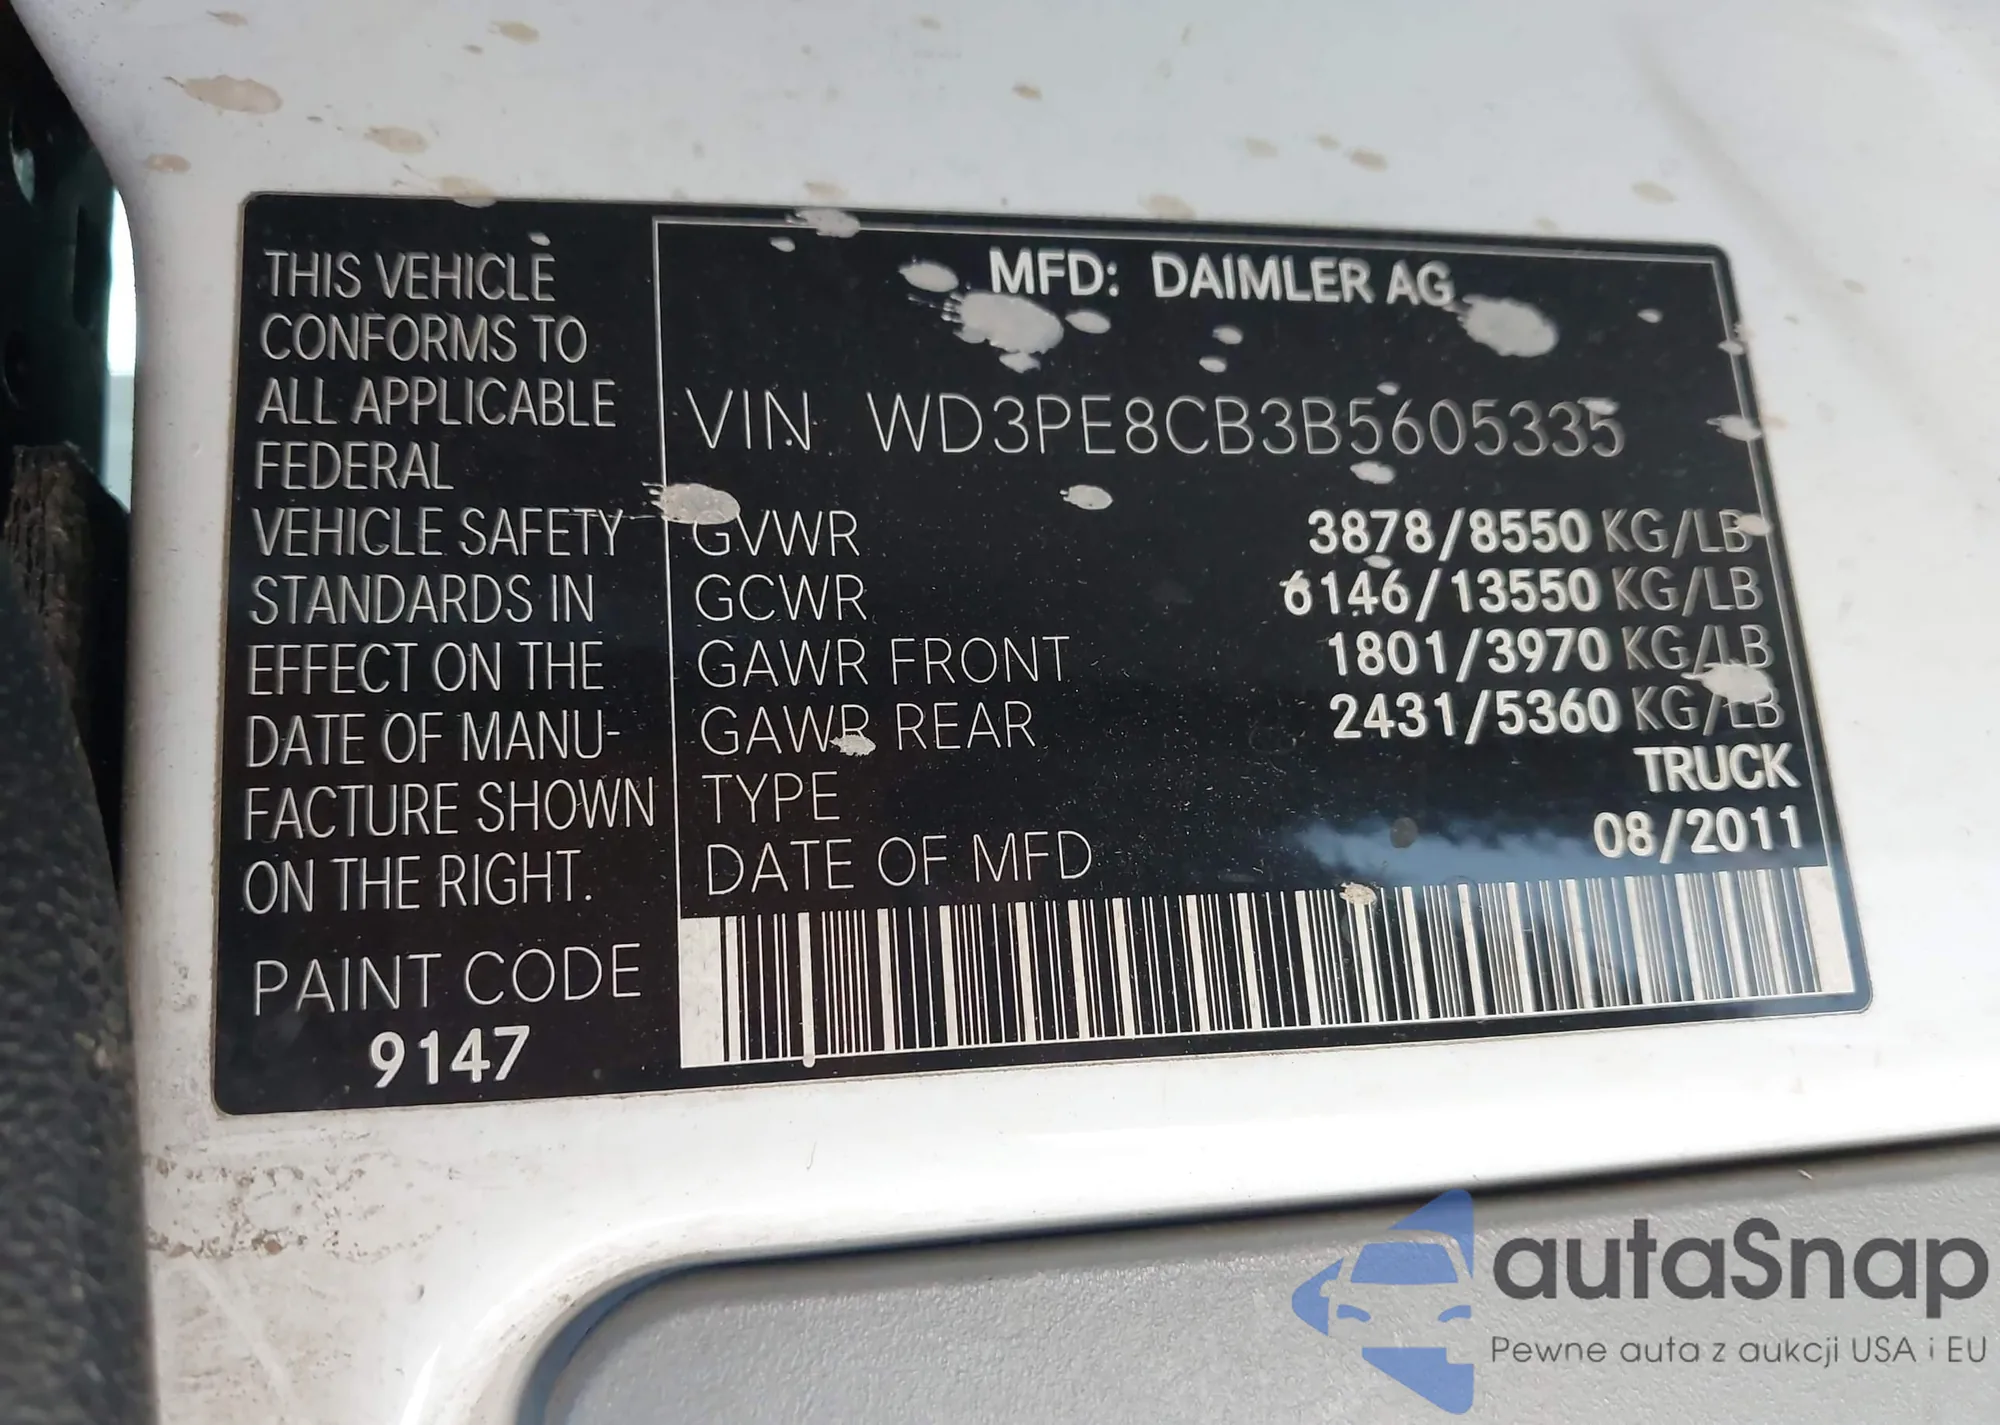 THIS VEHICLE
CONFORMS TO
ALL APPLICABLE
FEDERAL
VEHICLE SAFETY
STANDARDS IN
EFFECT ON THE
DATE OF MANU-
FACTURE SHOWN
ON THE RIGHT.
PAINT CODE
9147
MFD: DAIMLER AG
VIN WD3PE8CB3B5605335
GVWR 3878/8550 KG/LB
GCWR 6146/13550 KG/LB
GAWR FRONT 1801/3970 KG/LB
GAWR REAR 2431/5360 KG/LB
TYPE TRUCK
DATE OF MFD 08/2011
autaSnap
Pewne auta z aukcji USA i EU